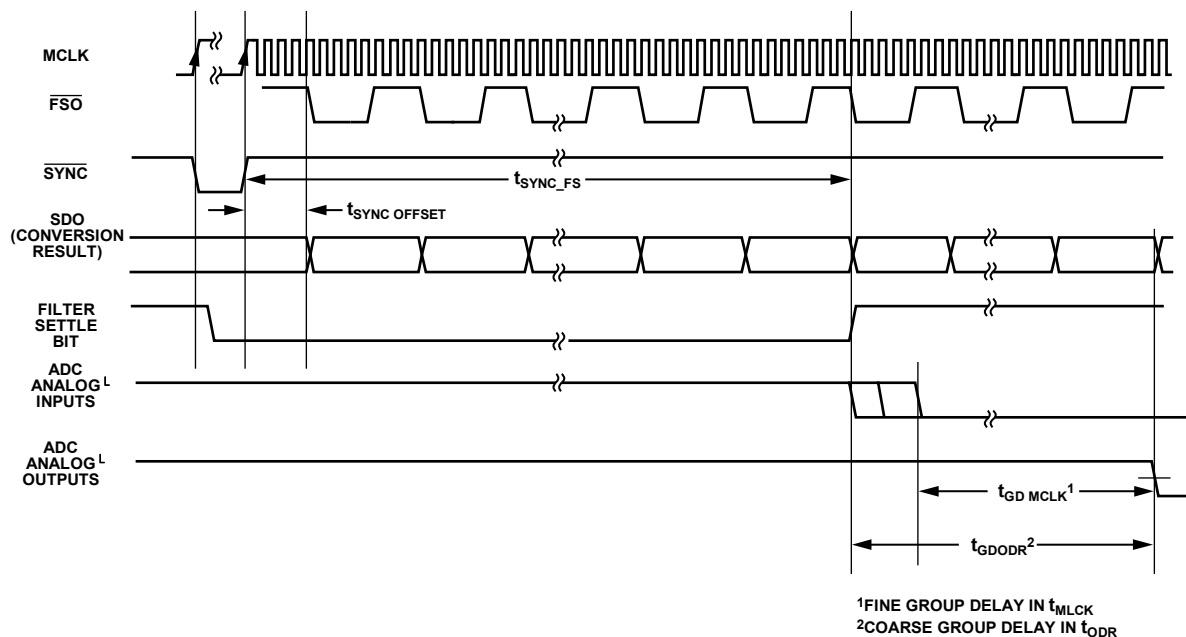 MCLK
FSO
SYNC
tSYNC_FS
tSYNC OFFSET
SDO
(CONVERSION
RESULT)
FILTER
SETTLE
BIT
ADC
ANALOG L
INPUTS
ADC
ANALOG L
OUTPUTS
tGD MCLK1
tGDODR2
1FINE GROUP DELAY IN tMLCK
2COARSE GROUP DELAY IN tODR